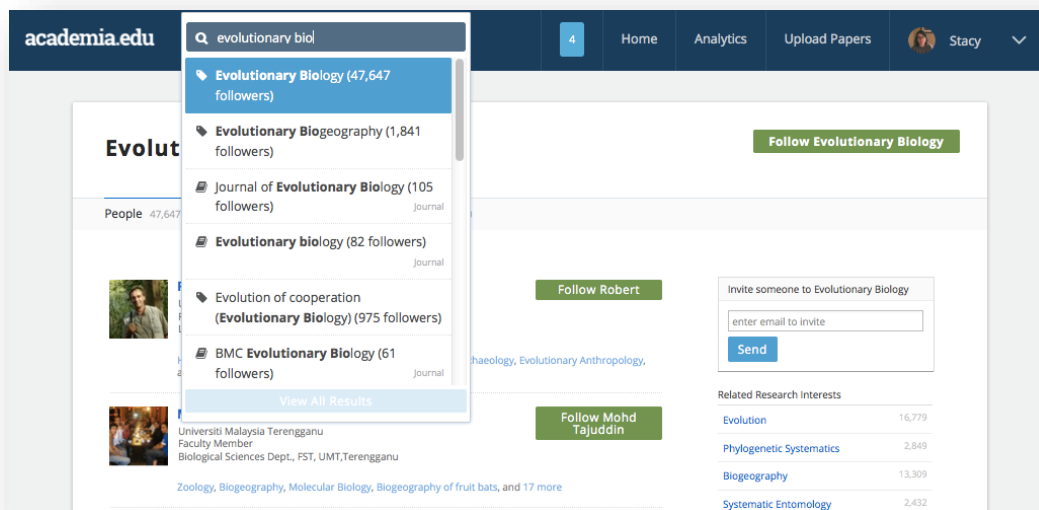 academia.edu
evolutionary bio
4
Home
Analytics
Upload Papers
Stacy
Evolutionary Biology (47,647
followers)
Evolutionary Biogeography (1,841
followers)
Journal of Evolutionary Biology (105
followers)
Journal
Evolutionary biology (82 followers)
Journal
Evolution of cooperation
(Evolutionary Biology) (975 followers)
BMC Evolutionary Biology (61
followers)
Journal
View All Results
Evolut
Follow Evolutionary Biology
People 47,647
Follow Robert
haeology, Evolutionary Anthropology,
Universiti Malaysia Terengganu
Faculty Member
Biological Sciences Dept., FST, UMT,Terengganu
Follow Mohd
Tajuddin
Zoology, Biogeography, Molecular Biology, Biogeography of fruit bats, and 17 more
Invite someone to Evolutionary Biology
enter email to invite
Send
Related Research Interests
Evolution 16,779
Phylogenetic Systematics 2,849
Biogeography 13,309
Systematic Entomology 2,432